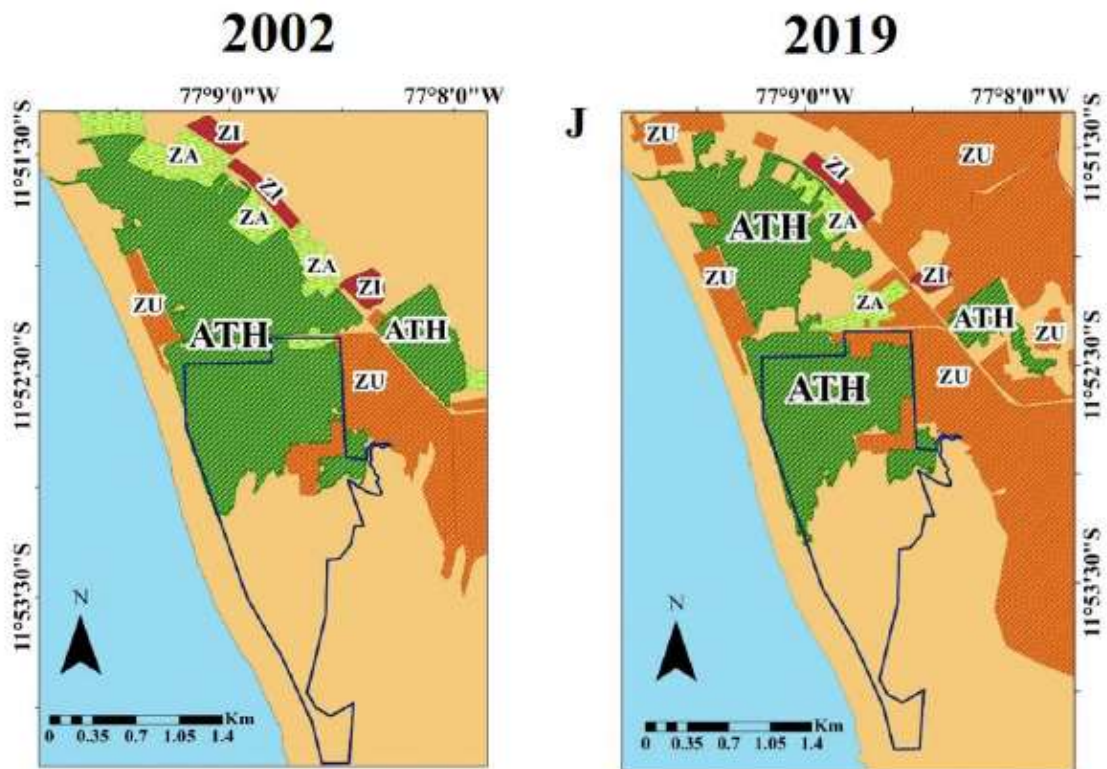 2002
77°9'0"W 77°8'0"W
11°51'30"S
11°52'30"S
11°53'30"S
ZI
ZA
ZI
ZA
ZA
ZI
ZU
ATH
ATH
ZU
N
Km
0 0.35 0.7 1.05 1.4
2019
J
77°9'0"W 77°8'0"W
11°51'30"S
11°52'30"S
11°53'30"S
ZU
ZU
ZI
ATH
ZA
ZU
ZI
ZA
ATH
ZU
ATH
ZU
N
Km
0 0.35 0.7 1.05 1.4